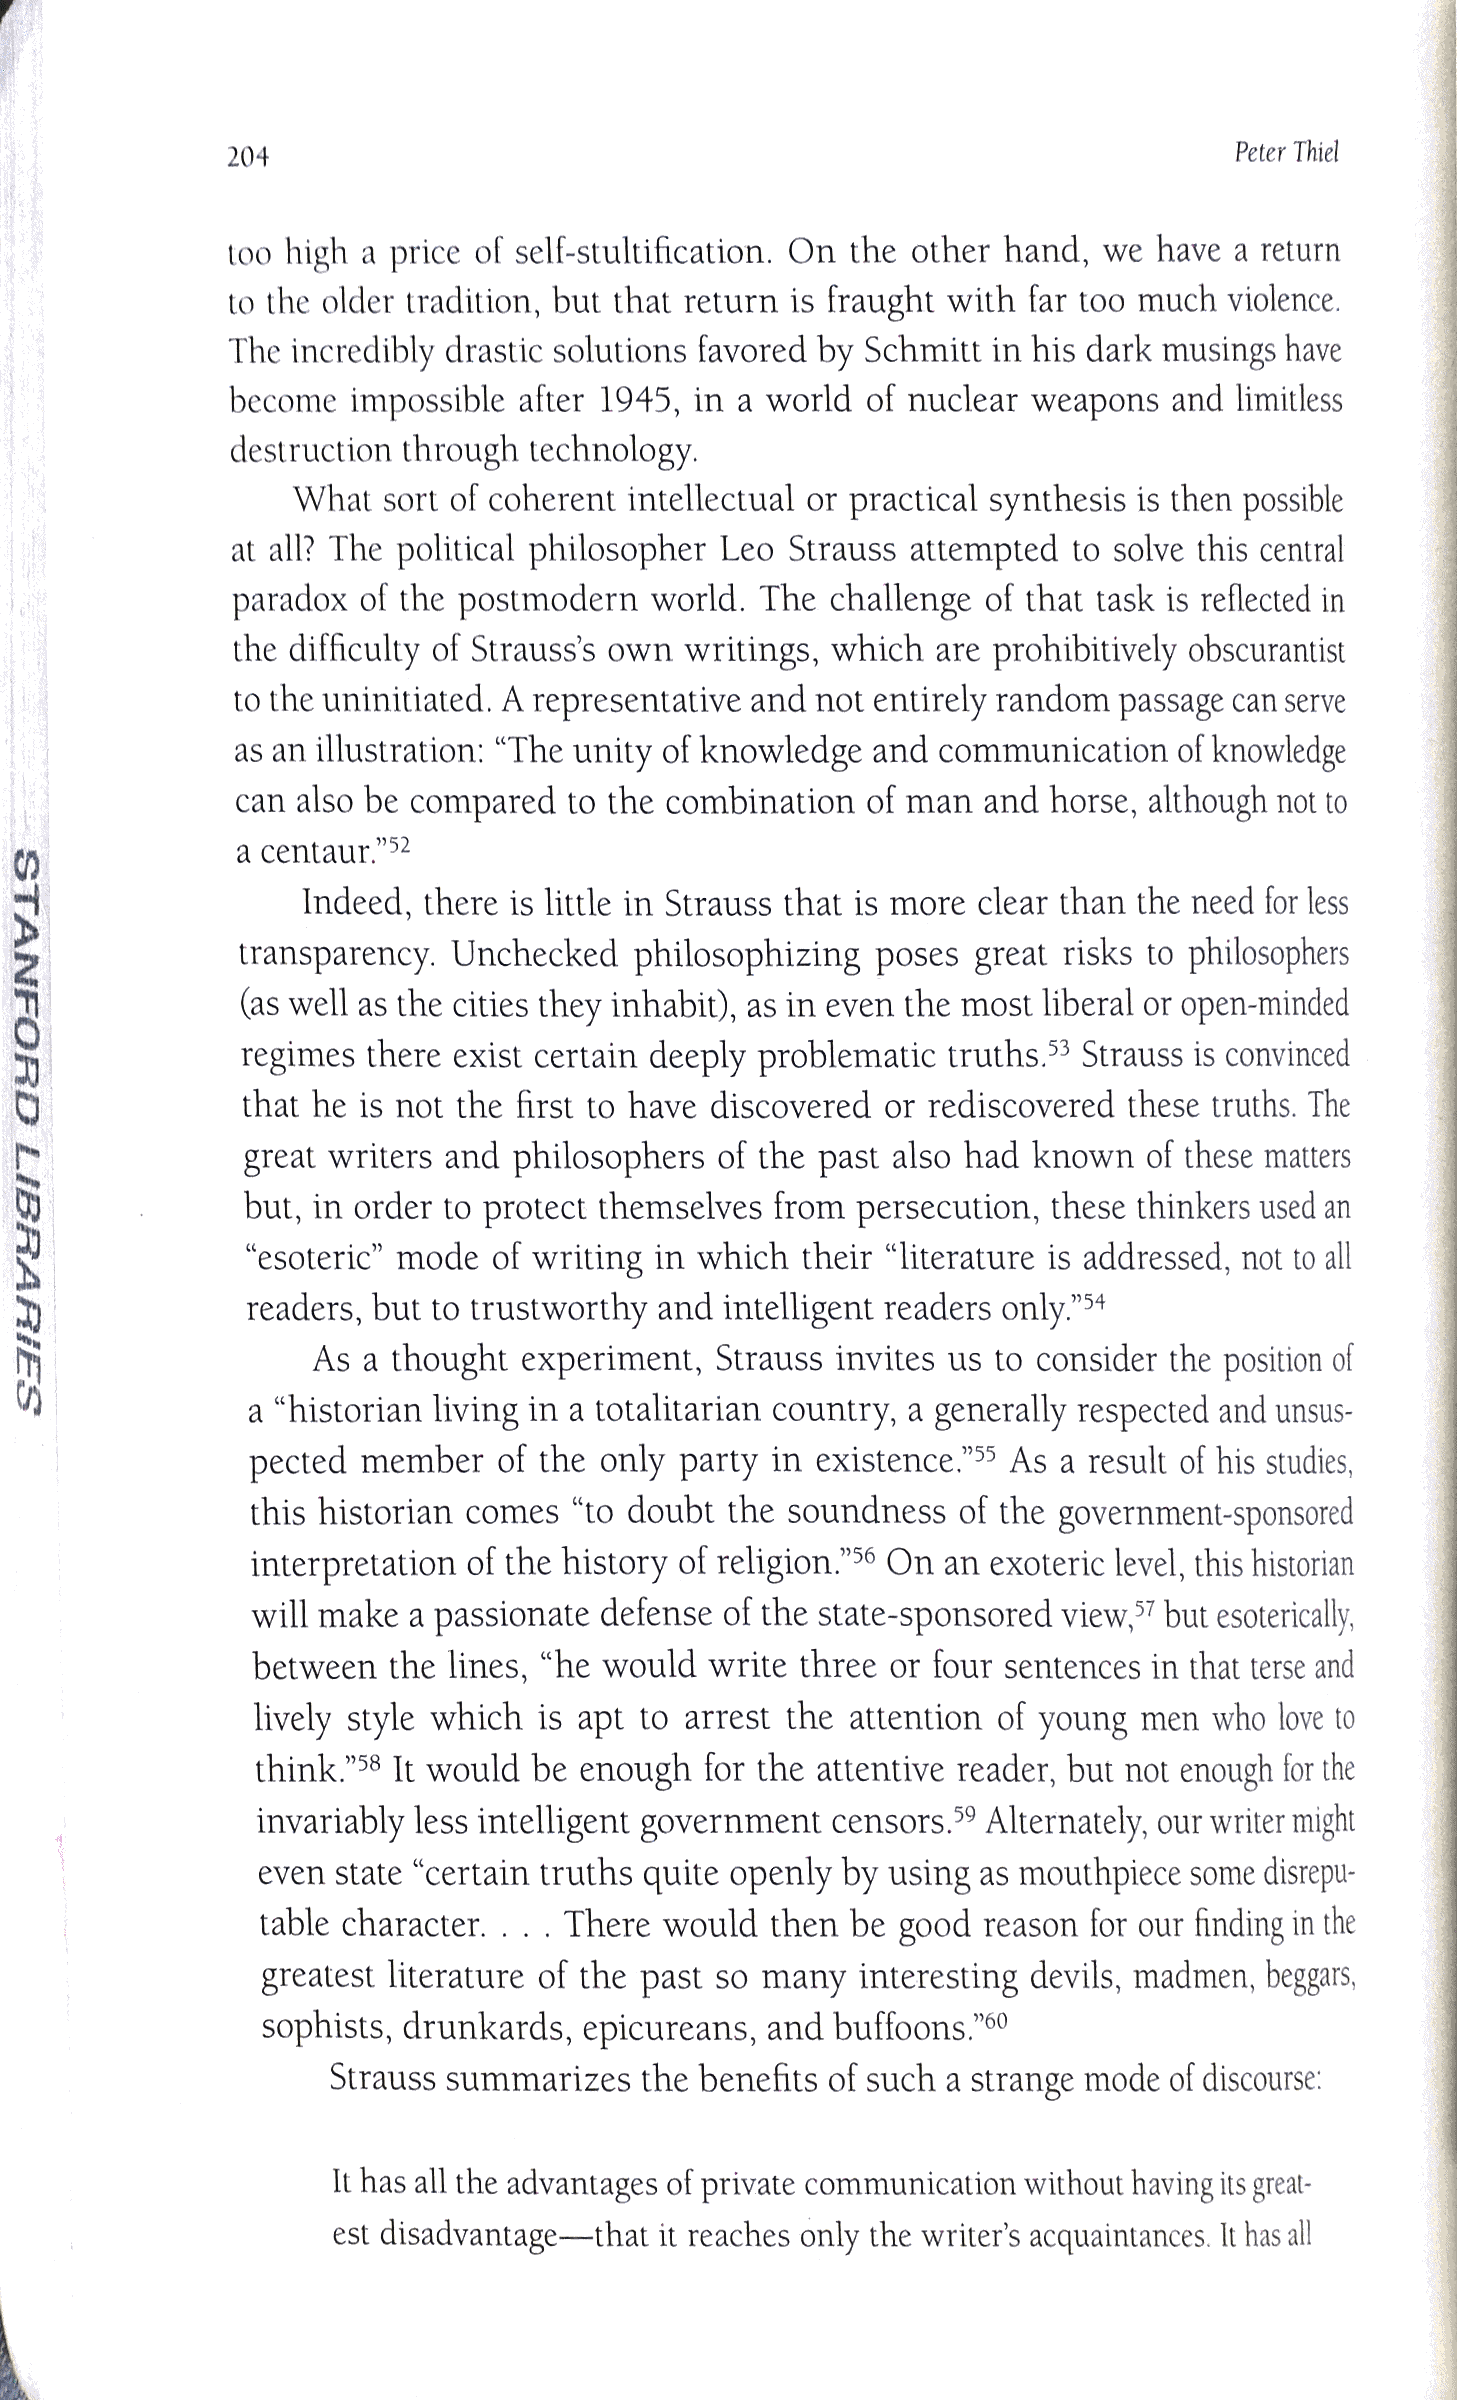 204
Peter Thiel
too high a price of self-stultification. On the other hand, we have a return
to the older tradition, but that return is fraught with far too much violence.
The incredibly drastic solutions favored by Schmitt in his dark musings have
become impossible after 1945, in a world of nuclear weapons and limitless
destruction through technology.
What sort of coherent intellectual or practical synthesis is then possible
at all? The political philosopher Leo Strauss attempted to solve this central
paradox of the postmodern world. The challenge of that task is reflected in
the difficulty of Strauss's own writings, which are prohibitively obscurantist
to the uninitiated. A representative and not entirely random passage can serve
as an illustration: “The unity of knowledge and communication of knowledge
can also be compared to the combination of man and horse, although not to
a centaur.”52
Indeed, there is little in Strauss that is more clear than the need for less
transparency. Unchecked philosophizing poses great risks to philosophers
(as well as the cities they inhabit), as in even the most liberal or open-minded
regimes there exist certain deeply problematic truths.53 Strauss is convinced
that he is not the first to have discovered or rediscovered these truths. The
great writers and philosophers of the past also had known of these matters
but, in order to protect themselves from persecution, these thinkers used an
“esoteric” mode of writing in which their “literature is addressed, not to all
readers, but to trustworthy and intelligent readers only.”54
As a thought experiment, Strauss invites us to consider the position of
a “historian living in a totalitarian country, a generally respected and unsus-
pected member of the only party in existence.”55 As a result of his studies,
this historian comes “to doubt the soundness of the government-sponsored
interpretation of the history of religion.”56 On an exoteric level, this historian
will make a passionate defense of the state-sponsored view,57 but esoterically,
between the lines, “he would write three or four sentences in that terse and
lively style which is apt to arrest the attention of young men who love to
think.”58 It would be enough for the attentive reader, but not enough for the
invariably less intelligent government censors.59 Alternately, our writer might
even state “certain truths quite openly by using as mouthpiece some disrepu-
table character. . . . There would then be good reason for our finding in the
greatest literature of the past so many interesting devils, madmen, beggars,
sophists, drunkards, epicureans, and buffoons.”60
Strauss summarizes the benefits of such a strange mode of discourse:
It has all the advantages of private communication without having its great-
est disadvantage—that it reaches only the writer's acquaintances. It has all
STANFORD LIBRARIES